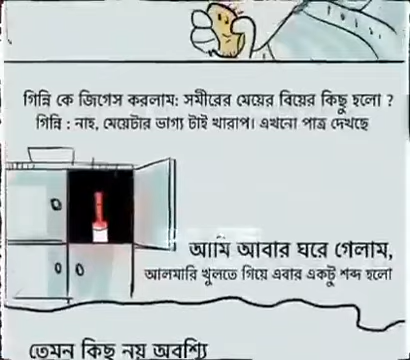 গিন্নি কে জিগেস করলাম: সমীরের মেয়ের বিয়ের কিছু হলো ?
গিন্নি : নাহ, মেয়েটার ভাগ্য টাই খারাপ। এখনো পাত্র দেখছে
আমি আবার ঘরে গেলাম,
আলমারি খুলতে গিয়ে এবার একটু শব্দ হলো
তেমন কিছু নয় অবশ্যি